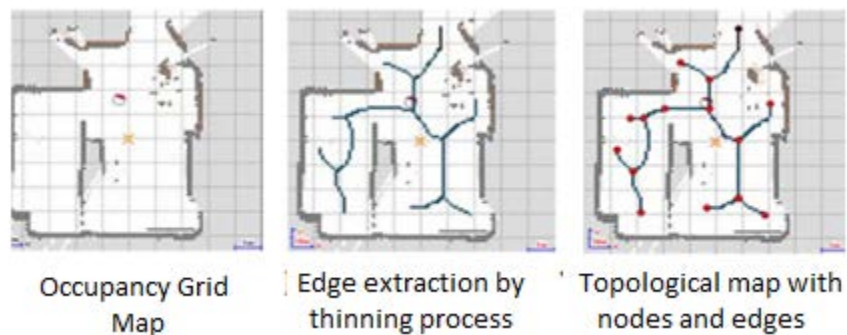 Occupancy Grid
Map
Edge extraction by
thinning process
Topological map with
nodes and edges